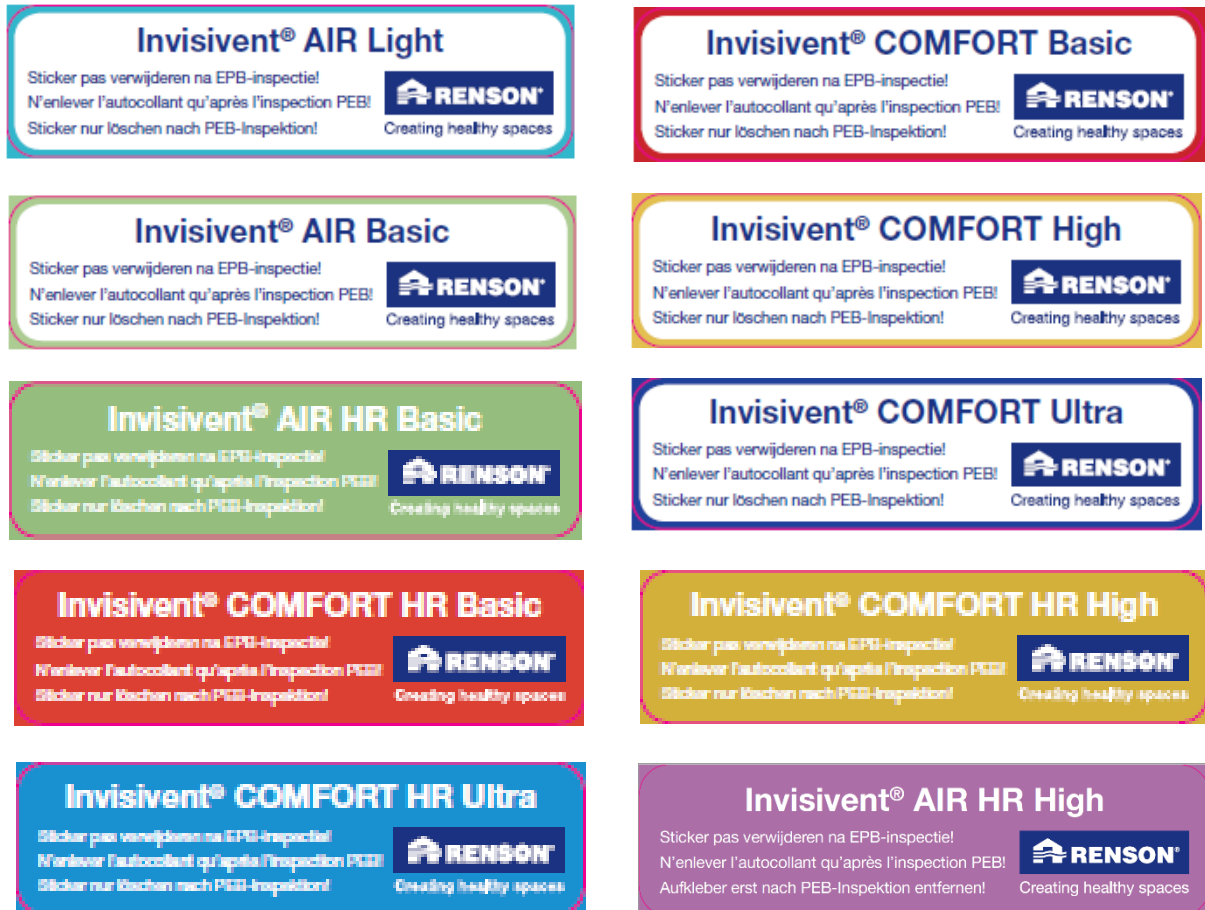 Invisivent® AIR Light
Sticker pas verwijderen na EPB-inspectie!
N'enlever l'autocollant qu'après l'inspection PEB!
Sticker nur löschen nach PEB-Inspektion!
RENSON®
Creating healthy spaces
Invisivent® COMFORT Basic
Sticker pas verwijderen na EPB-inspectie!
N'enlever l'autocollant qu'après l'inspection PEB!
Sticker nur löschen nach PEB-Inspektion!
RENSON®
Creating healthy spaces
Invisivent® AIR Basic
Sticker pas verwijderen na EPB-inspectie!
N'enlever l'autocollant qu'après l'inspection PEB!
Sticker nur löschen nach PEB-Inspektion!
RENSON®
Creating healthy spaces
Invisivent® COMFORT High
Sticker pas verwijderen na EPB-inspectie!
N'enlever l'autocollant qu'après l'inspection PEB!
Sticker nur löschen nach PEB-Inspektion!
RENSON®
Creating healthy spaces
Invisivent® AIR HR Basic
Sticker pas verwijderen na EPB-inspectie!
N'enlever l'autocollant qu'après l'inspection PEB!
Sticker nur löschen nach PEB-Inspektion!
RENSON®
Creating healthy spaces
Invisivent® COMFORT Ultra
Sticker pas verwijderen na EPB-inspectie!
N'enlever l'autocollant qu'après l'inspection PEB!
Sticker nur löschen nach PEB-Inspektion!
RENSON®
Creating healthy spaces
Invisivent® COMFORT HR Basic
Sticker pas verwijderen na EPB-inspectie!
N'enlever l'autocollant qu'après l'inspection PEB!
Sticker nur löschen nach PEB-Inspektion!
RENSON®
Creating healthy spaces
Invisivent® COMFORT HR High
Sticker pas verwijderen na EPB-inspectie!
N'enlever l'autocollant qu'après l'inspection PEB!
Sticker nur löschen nach PEB-Inspektion!
RENSON®
Creating healthy spaces
Invisivent® COMFORT HR Ultra
Sticker pas verwijderen na EPB-inspectie!
N'enlever l'autocollant qu'après l'inspection PEB!
Sticker nur löschen nach PEB-Inspektion!
RENSON®
Creating healthy spaces
Invisivent® AIR HR High
Sticker pas verwijderen na EPB-inspectie!
N'enlever l'autocollant qu'après l'inspection PEB!
Aufkleber erst nach PEB-Inspektion entfernen!
RENSON®
Creating healthy spaces